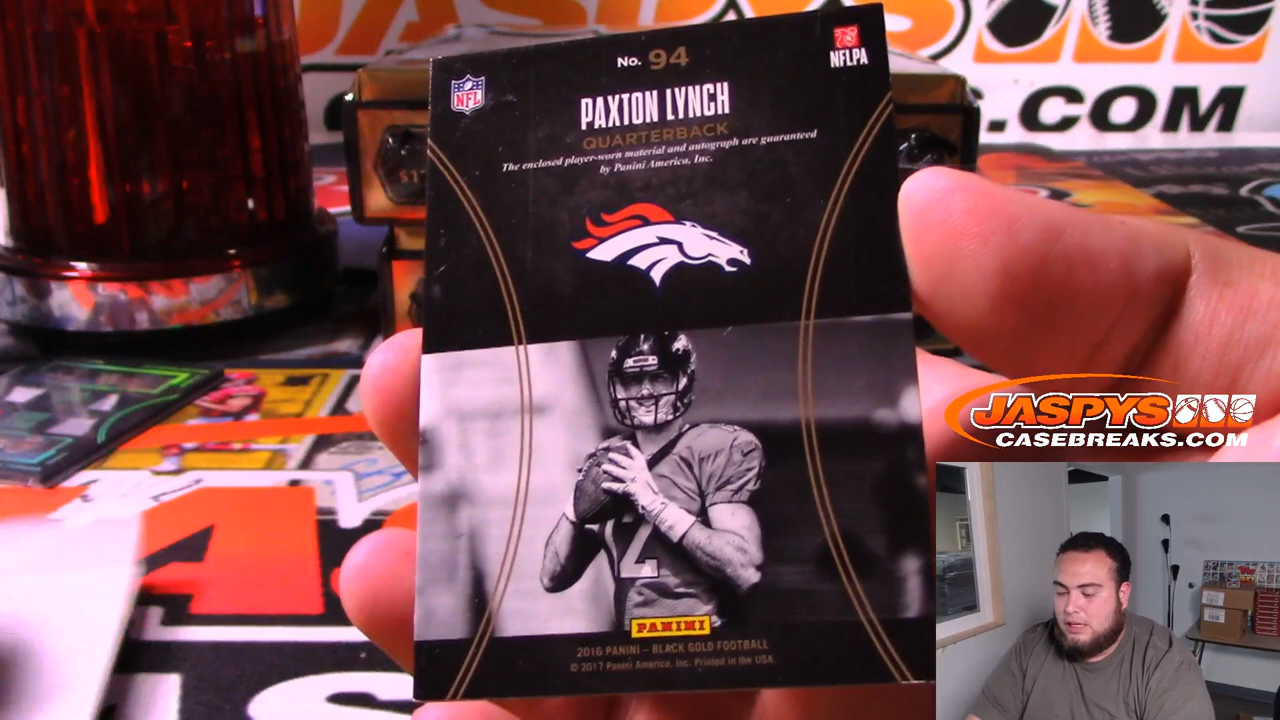 JASPYS
S.COM
No. 94
NFL
NFLPA
PAXTON LYNCH
QUARTERBACK
The enclosed player-worn material and autograph are guaranteed
by Panini America, Inc.
2
PANINI
2016 PANINI – BLACK GOLD FOOTBALL
© 2017 Panini America, Inc. Printed in the USA.
JASPYS
CASEBREAKS.COM